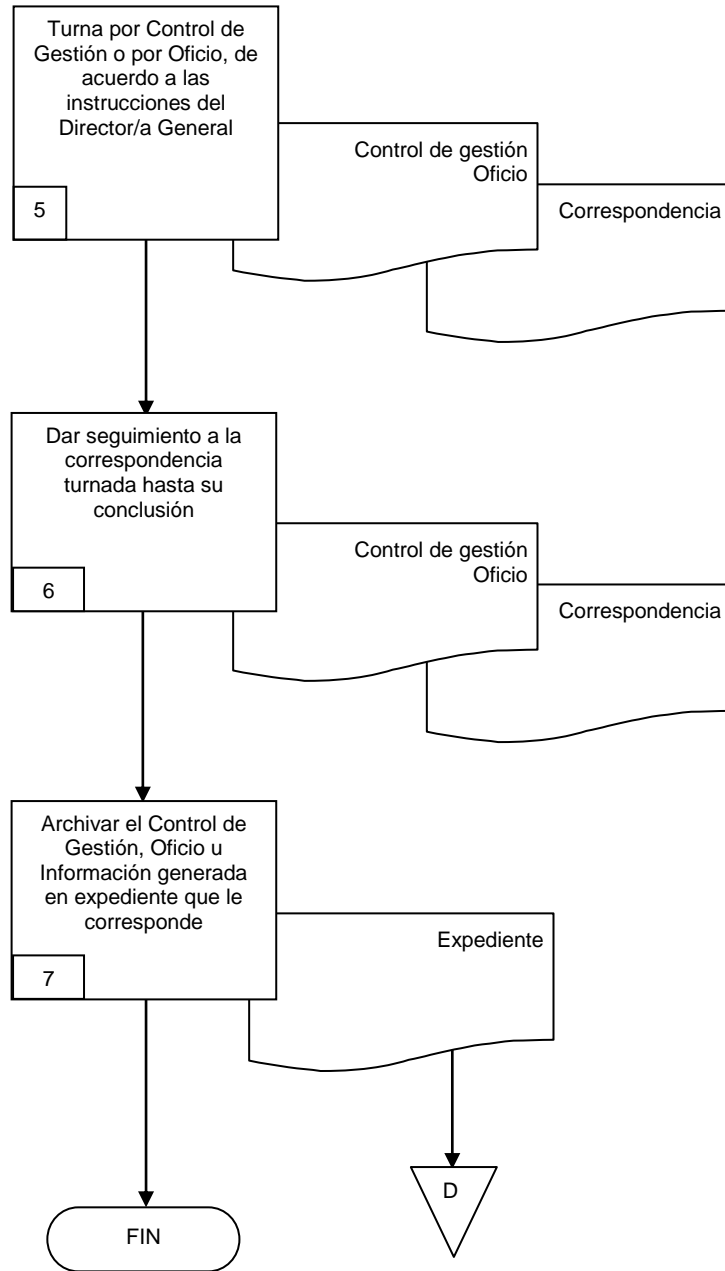 Turna por Control de
Gestión o por Oficio, de
acuerdo a las
instrucciones del
Director/a General
5
Control de gestión
Oficio
Correspondencia
Dar seguimiento a la
correspondencia
turnada hasta su
conclusión
6
Control de gestión
Oficio
Correspondencia
Archivar el Control de
Gestión, Oficio u
Información generada
en expediente que le
corresponde
7
Expediente
D
FIN